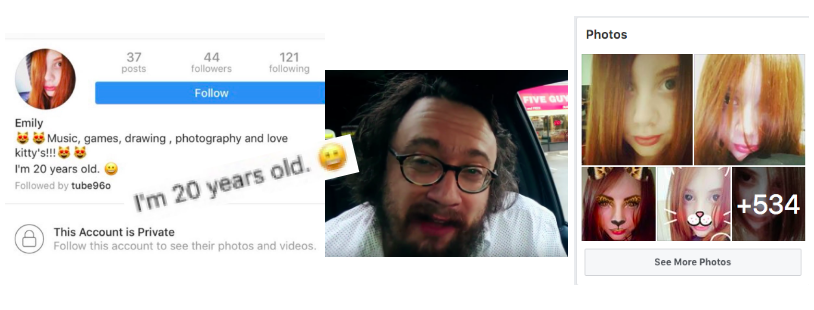 37
44
121
posts
followers
following
Follow
Emily
😻😻Music, games, drawing , photography and love
kitty's!!!😻😻
I'm 20 years old. 😀
Followed by tube96o
I'm 20 years old.
This Account is Private
Follow this account to see their photos and videos.
FIVE GUY
Photos
+534
See More Photos